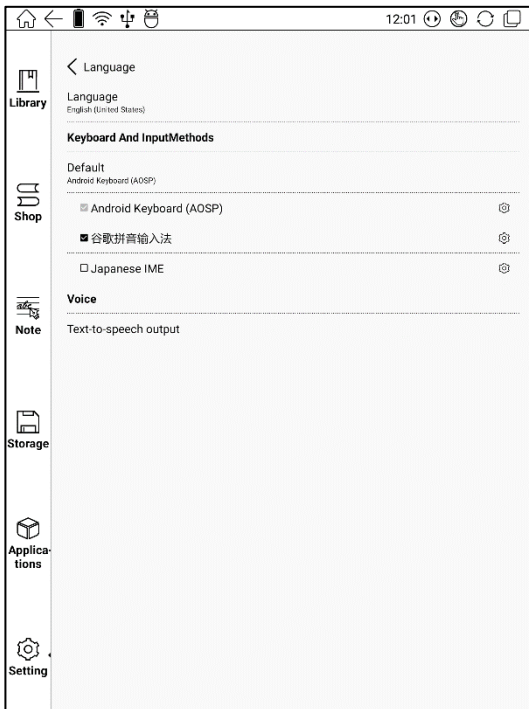 12:01
Language
Language
English (United States)
Keyboard And InputMethods
Default
Android Keyboard (AOSP)
Android Keyboard (AOSP)
谷歌拼音输入法
Japanese IME
Voice
Text-to-speech output
Library
Shop
abc
Note
Storage
Applica-
tions
Setting